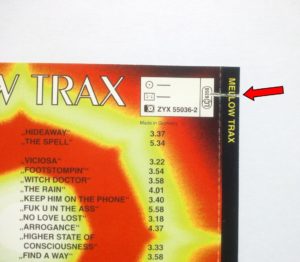 W TRAX
ZYX 55036-2
Made in Germany
MELLOW TRAX
„HIDEAWAY" 3.37
„THE SPELL" 5.34
„VICIOSA" 3.22
„FOOTSTOMPIN" 3.54
„WITCH DOCTOR" 3.58
„THE RAIN" 4.01
„KEEP HIM ON THE PHONE" 3.40
„FUK U IN THE ASS" 5.58
„NO LOVE LOST" 3.18
„ARROGANCE" 4.37
„HIGHER STATE OF
CONSCIOUSNESS" 3.33
„FIND A WAY" 3.58